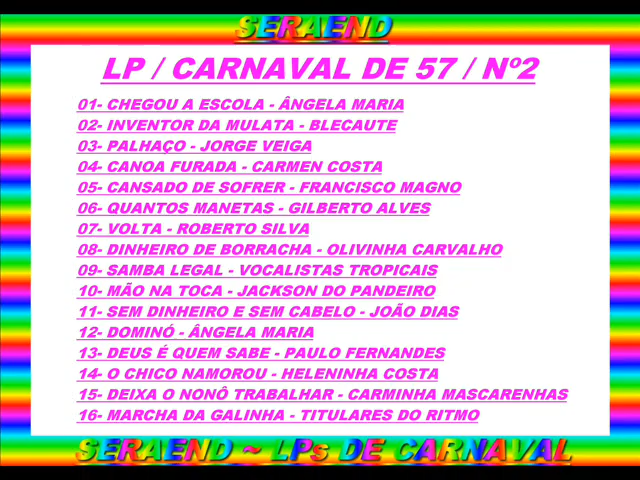 SERAEND
LP / CARNAVAL DE 57 / Nº2
01- CHEGOU A ESCOLA - ÂNGELA MARIA
02- INVENTOR DA MULATA - BLECAUTE
03- PALHAÇO - JORGE VEIGA
04- CANOA FURADA - CARMEN COSTA
05- CANSADO DE SOFRER - FRANCISCO MAGNO
06- QUANTOS MANETAS - GILBERTO ALVES
07- VOLTA - ROBERTO SILVA
08- DINHEIRO DE BORRACHA - OLIVINHA CARVALHO
09- SAMBA LEGAL - VOCALISTAS TROPICAIS
10- MÃO NA TOCA - JACKSON DO PANDEIRO
11- SEM DINHEIRO E SEM CABELO - JOÃO DIAS
12- DOMINÓ - ÂNGELA MARIA
13- DEUS É QUEM SABE - PAULO FERNANDES
14- O CHICO NAMOROU - HELENINHA COSTA
15- DEIXA O NONÔ TRABALHAR - CARMINHA MASCARENHAS
16- MARCHA DA GALINHA - TITULARES DO RITMO
SERAEND ~ LPs DE CARNAVAL